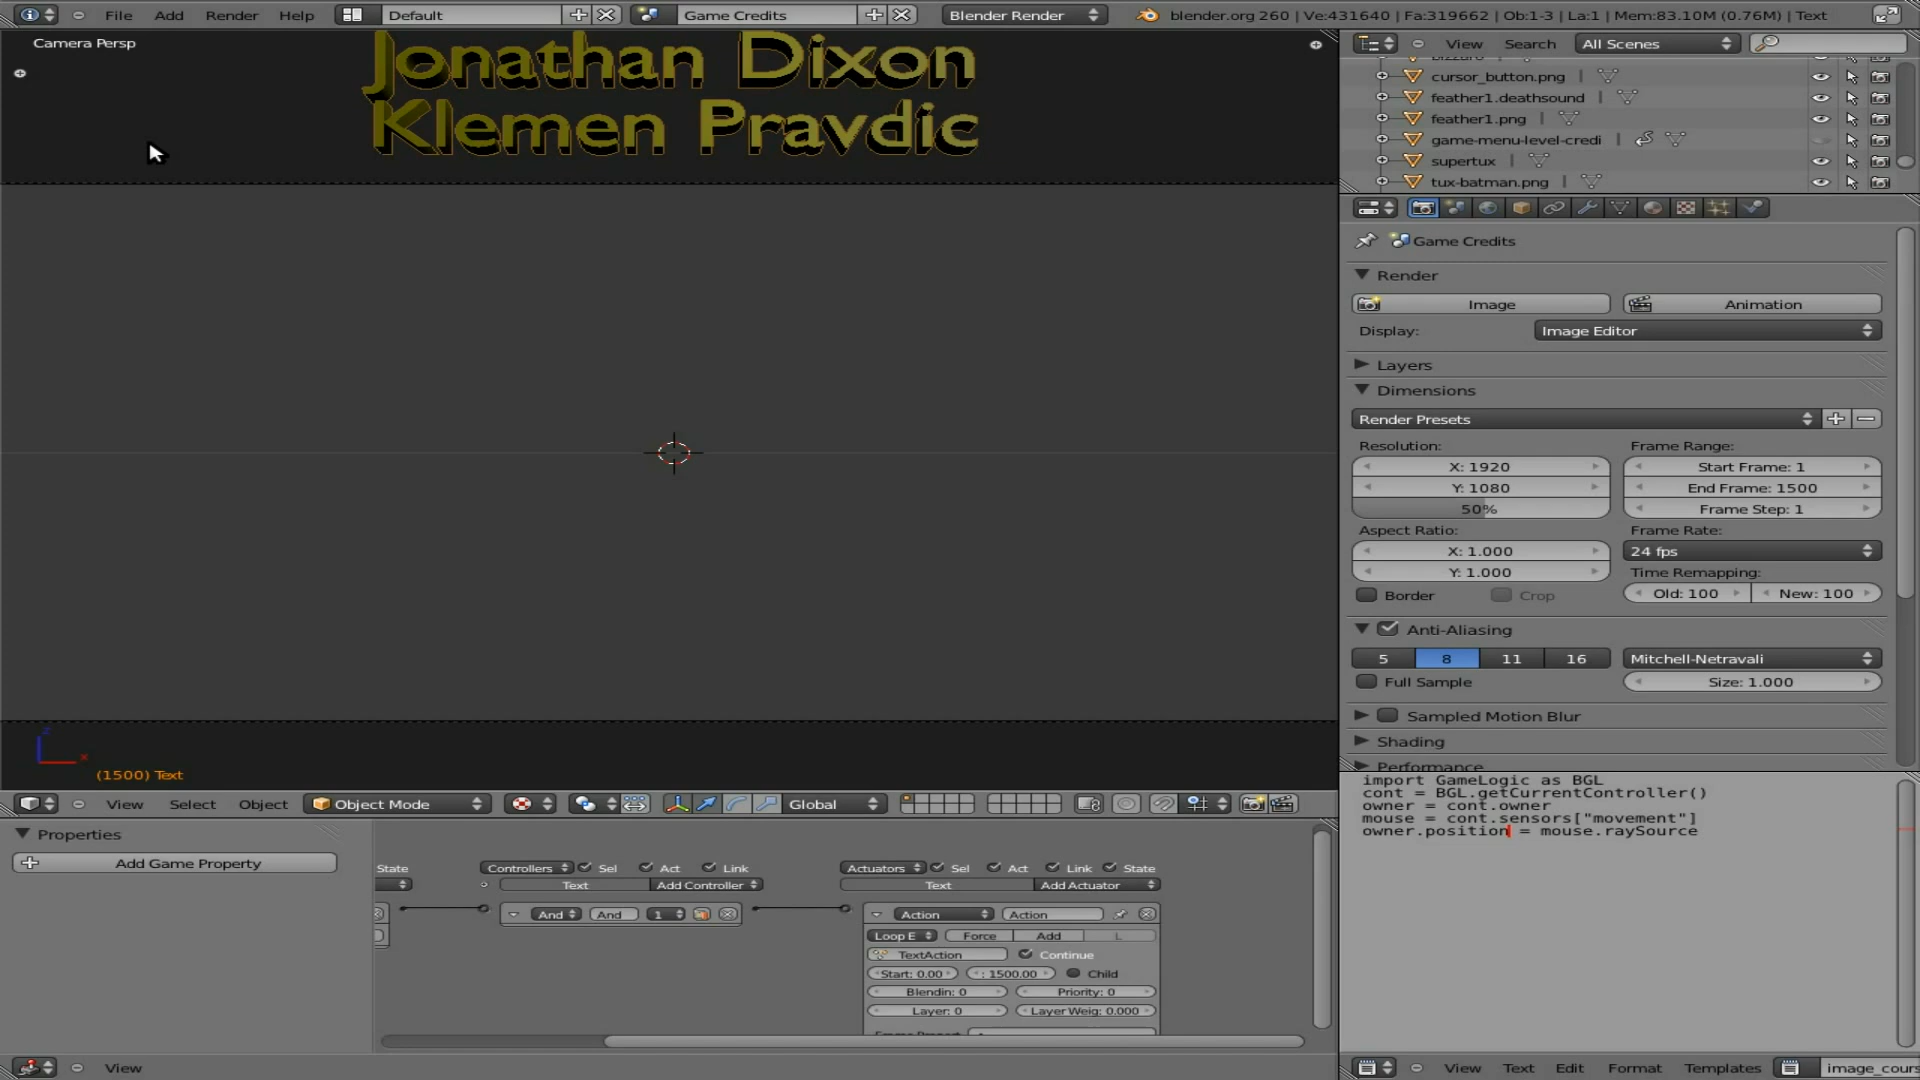 File Add Render Help Default Game Credits Blender Render blender.org 260 | Ve:431640 | Fa:319662 | Ob:1-3 | La:1 | Mem:83.10M (0.76M) | Text
Camera Persp
Jonathan Dixon
Klemen Pravdic
(1500) Text
View Select Object Object Mode Global
View Search All Scenes
cursor_button.png
feather1.deathsound
feather1.png
game-menu-level-credi
supertux
tux-batman.png
Game Credits
Render
Image Animation
Display: Image Editor
Layers
Dimensions
Render Presets
Resolution: Frame Range:
X: 1920 Start Frame: 1
Y: 1080 End Frame: 1500
50% Frame Step: 1
Aspect Ratio: Frame Rate:
X: 1.000 24 fps
Y: 1.000 Time Remapping:
Border Crop Old: 100 New: 100
Anti-Aliasing
5 8 11 16 Mitchell-Netravali
Full Sample Size: 1.000
Sampled Motion Blur
Shading
Performance
import GameLogic as BGL
cont = BGL.getCurrentController()
owner = cont.owner
mouse = cont.sensors["movement"]
owner.position = mouse.raySource
View Text Edit Format Templates image_cours
Properties
Add Game Property
State Controllers Sel Act Link Actuators Sel Act Link State
Text Add Controller Text Add Actuator
And And 1 Action Action
Loop E Force Add L
TextAction Continue
Start: 0.00 : 1500.00 Child
Blendin: 0 Priority: 0
Layer: 0 Layer Weig: 0.000
View